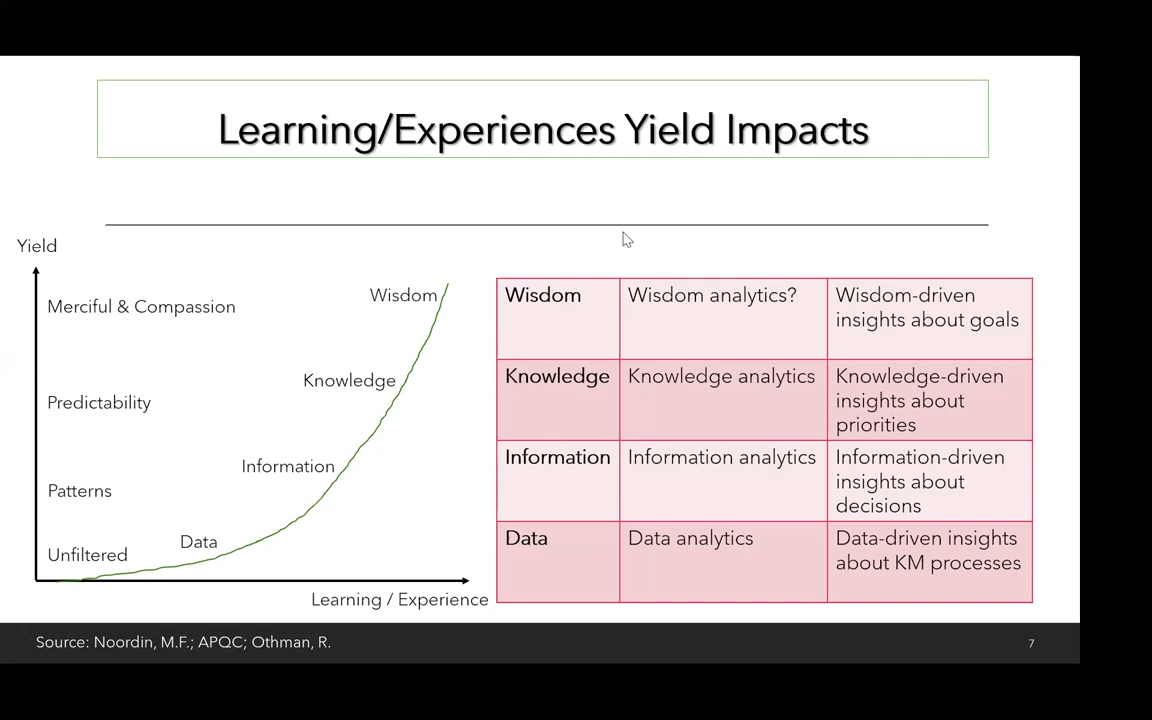 Learning/Experiences Yield Impacts
Yield
Merciful & Compassion
Wisdom
Knowledge
Predictability
Information
Patterns
Data
Unfiltered
Learning / Experience
Wisdom
Wisdom analytics?
Wisdom-driven
insights about goals
Knowledge
Knowledge analytics
Knowledge-driven
insights about
priorities
Information
Information analytics
Information-driven
insights about
decisions
Data
Data analytics
Data-driven insights
about KM processes
Source: Noordin, M.F.; APQC; Othman, R.
7